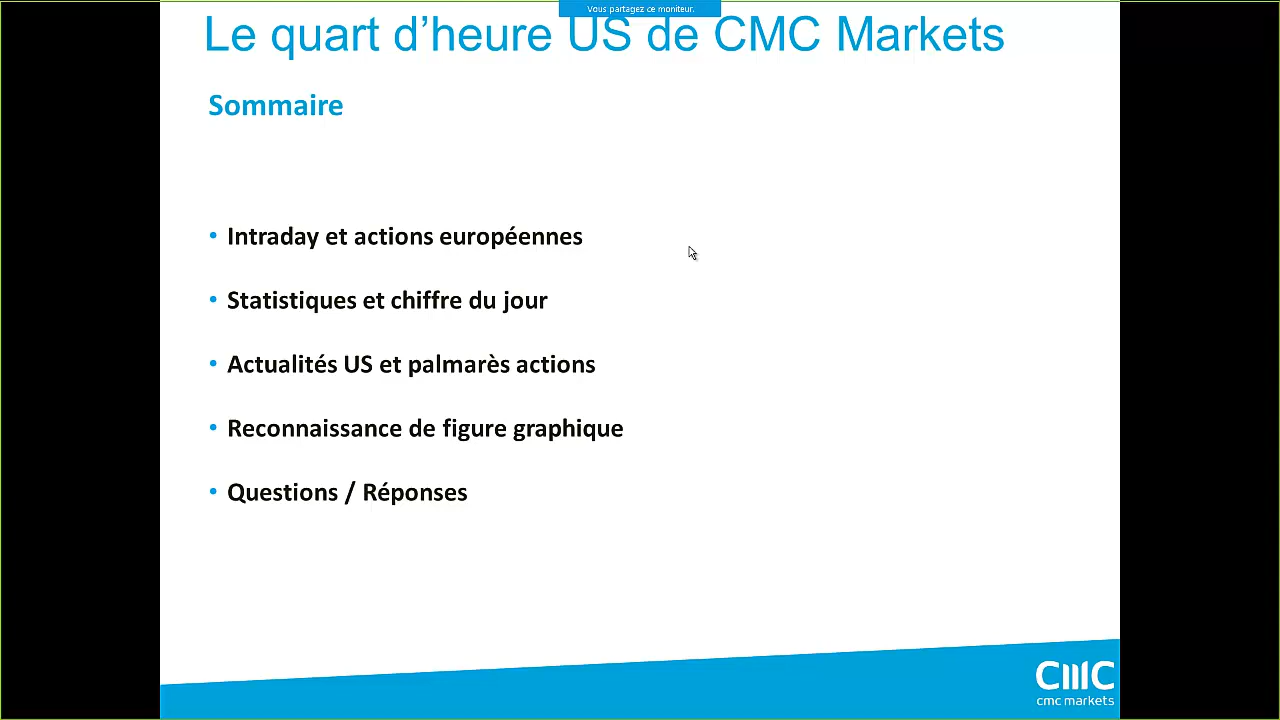 Vous partagez ce moniteur.
Le quart d’heure US de CMC Markets
Sommaire
• Intraday et actions européennes
• Statistiques et chiffre du jour
• Actualités US et palmarès actions
• Reconnaissance de figure graphique
• Questions / Réponses
CMC
cmc markets